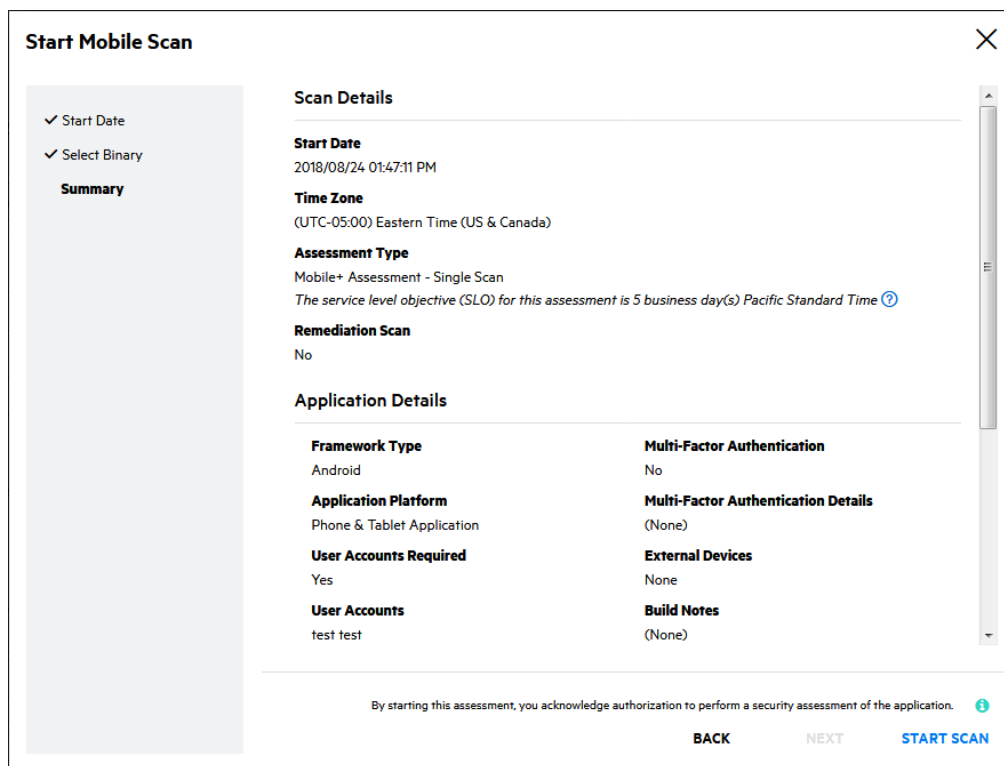 Start Mobile Scan
Start Date
Select Binary
Summary
Scan Details
Start Date
2018/08/24 01:47:11 PM
Time Zone
(UTC-05:00) Eastern Time (US & Canada)
Assessment Type
Mobile+ Assessment - Single Scan
The service level objective (SLO) for this assessment is 5 business day(s) Pacific Standard Time ?
Remediation Scan
No
Application Details
Framework Type
Android
Multi-Factor Authentication
No
Application Platform
Phone & Tablet Application
Multi-Factor Authentication Details
(None)
User Accounts Required
Yes
External Devices
None
User Accounts
test test
Build Notes
(None)
By starting this assessment, you acknowledge authorization to perform a security assessment of the application. i
BACK NEXT START SCAN